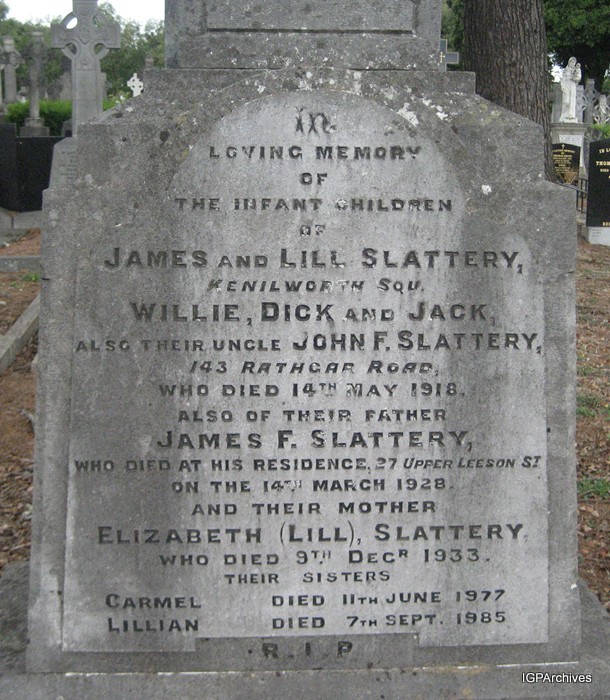 In
LOVING MEMORY
OF
THE INFANT CHILDREN
OF
JAMES AND LILL SLATTERY,
KENILWORTH SQU.
WILLIE, DICK AND JACK,
ALSO THEIR UNCLE JOHN F. SLATTERY,
143 RATHGAR ROAD,
WHO DIED 14TH MAY 1918.
ALSO OF THEIR FATHER
JAMES F. SLATTERY,
WHO DIED AT HIS RESIDENCE, 27 UPPER LEESON ST
ON THE 14TH MARCH 1928.
AND THEIR MOTHER
ELIZABETH (LILL), SLATTERY
WHO DIED 9TH DECR 1933.
THEIR SISTERS
CARMEL DIED 11TH JUNE 1977
LILLIAN DIED 7TH SEPT. 1985
R.I.P
IGPArchives